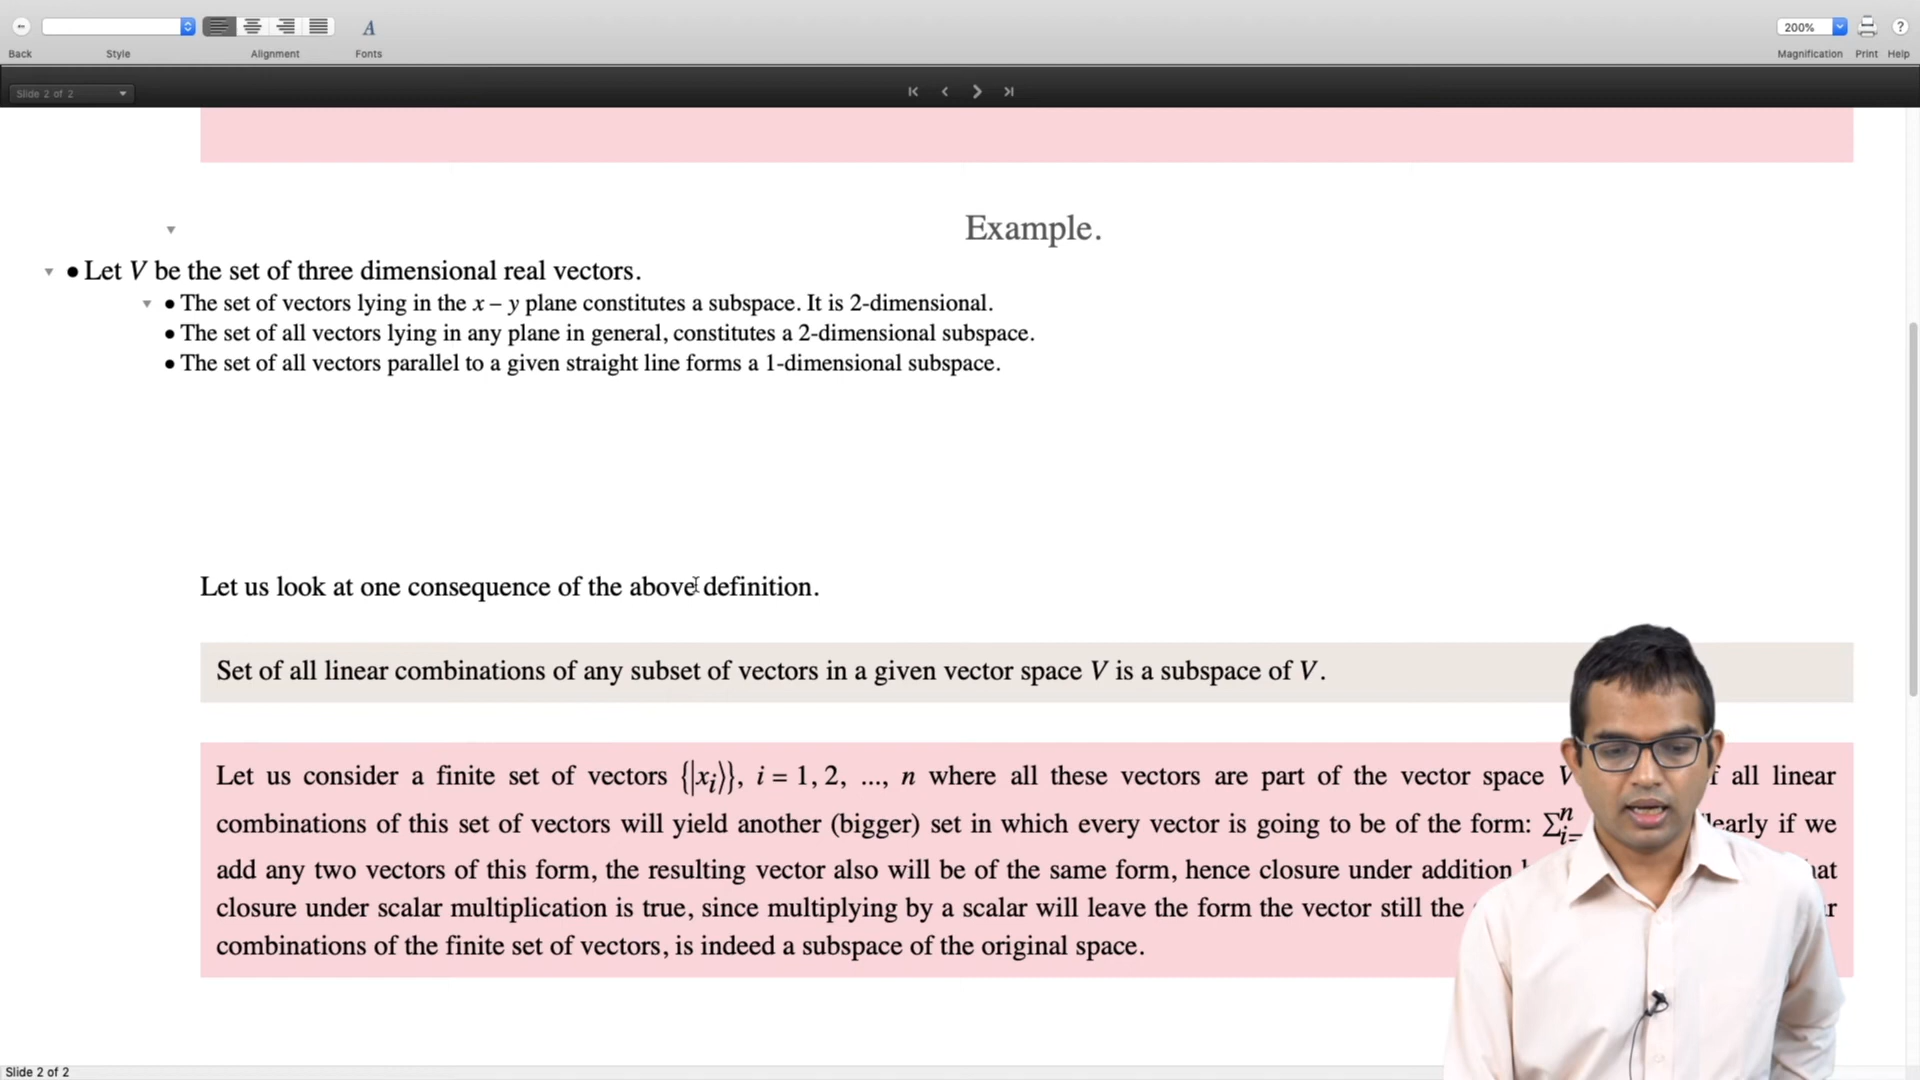 Back
Style
Alignment
Fonts
200%
Magnification
Print
Help
Slide 2 of 2
Example.
• Let V be the set of three dimensional real vectors.
• The set of vectors lying in the x – y plane constitutes a subspace. It is 2-dimensional.
• The set of all vectors lying in any plane in general, constitutes a 2-dimensional subspace.
• The set of all vectors parallel to a given straight line forms a 1-dimensional subspace.
Let us look at one consequence of the above definition.
Set of all linear combinations of any subset of vectors in a given vector space V is a subspace of V.
Let us consider a finite set of vectors {|xᵢ⟩}, i = 1, 2, ..., n where all these vectors are part of the vector space V all linear
combinations of this set of vectors will yield another (bigger) set in which every vector is going to be of the form: Σ if we
add any two vectors of this form, the resulting vector also will be of the same form, hence closure under addition
closure under scalar multiplication is true, since multiplying by a scalar will leave the form the vector still the
combinations of the finite set of vectors, is indeed a subspace of the original space.
Slide 2 of 2